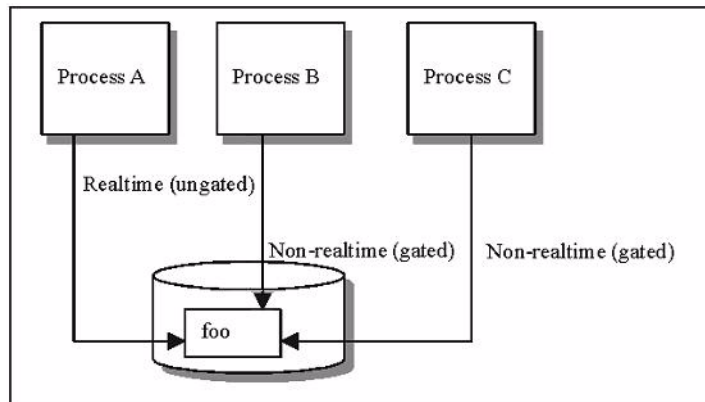 Process A
Process B
Process C
Realtime (ungated)
Non-realtime (gated)
Non-realtime (gated)
foo